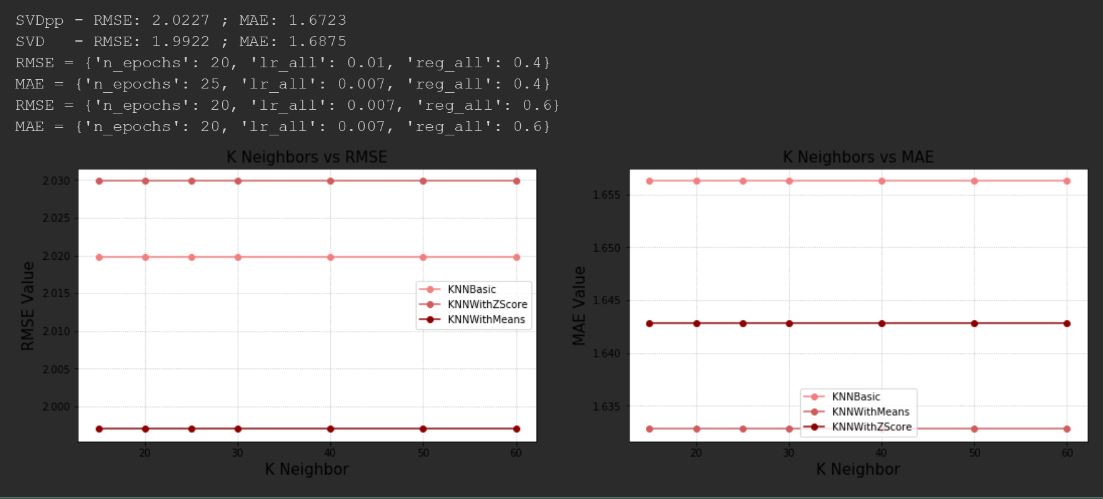 SVDpp - RMSE: 2.0227 ; MAE: 1.6723
SVD   - RMSE: 1.9922 ; MAE: 1.6875
RMSE = {'n_epochs': 20, 'lr_all': 0.01, 'reg_all': 0.4}
MAE = {'n_epochs': 25, 'lr_all': 0.007, 'reg_all': 0.4}
RMSE = {'n_epochs': 20, 'lr_all': 0.007, 'reg_all': 0.6}
MAE = {'n_epochs': 20, 'lr_all': 0.007, 'reg_all': 0.6}
K Neighbors vs RMSE
RMSE Value
2.030
2.025
2.020
2.015
2.010
2.005
2.000
KNNBasic
KNNWithZScore
KNNWithMeans
20 30 40 50 60
K Neighbor
K Neighbors vs MAE
MAE Value
1.655
1.650
1.645
1.640
1.635
KNNBasic
KNNWithMeans
KNNWithZScore
20 30 40 50 60
K Neighbor